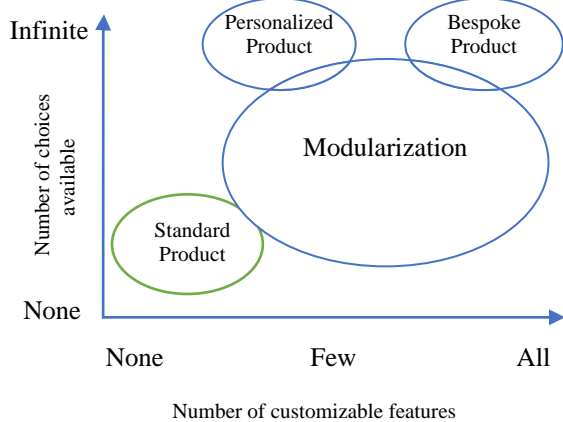 Infinite
Personalized
Product
Bespoke
Product
Number of choices
available
Modularization
Standard
Product
None
None
Few
All
Number of customizable features